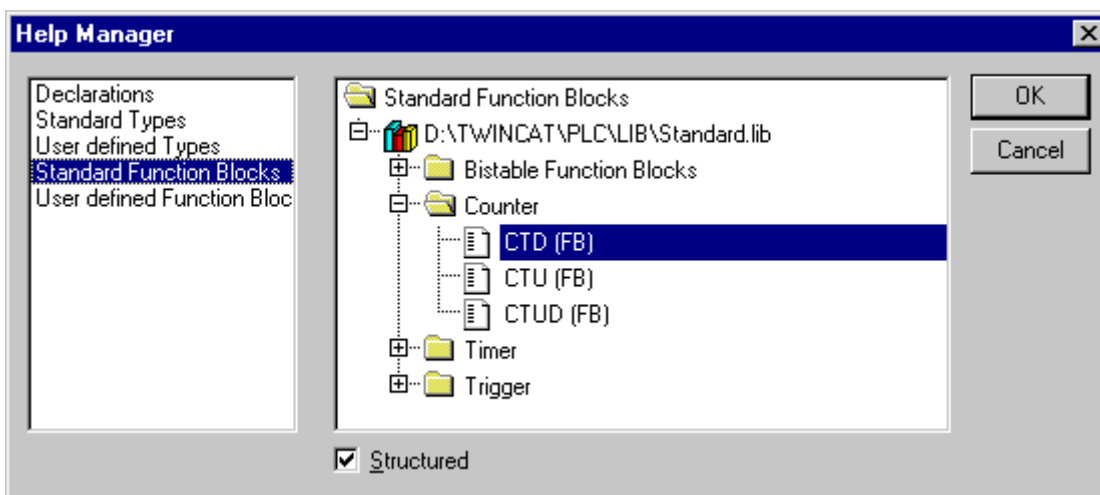 Help Manager
Declarations
Standard Types
User defined Types
Standard Function Blocks
User defined Function Bloc
Standard Function Blocks
D:\TWINCAT\PLC\LIB\Standard.lib
Bistable Function Blocks
Counter
CTD (FB)
CTU (FB)
CTUD (FB)
Timer
Trigger
Structured
OK
Cancel